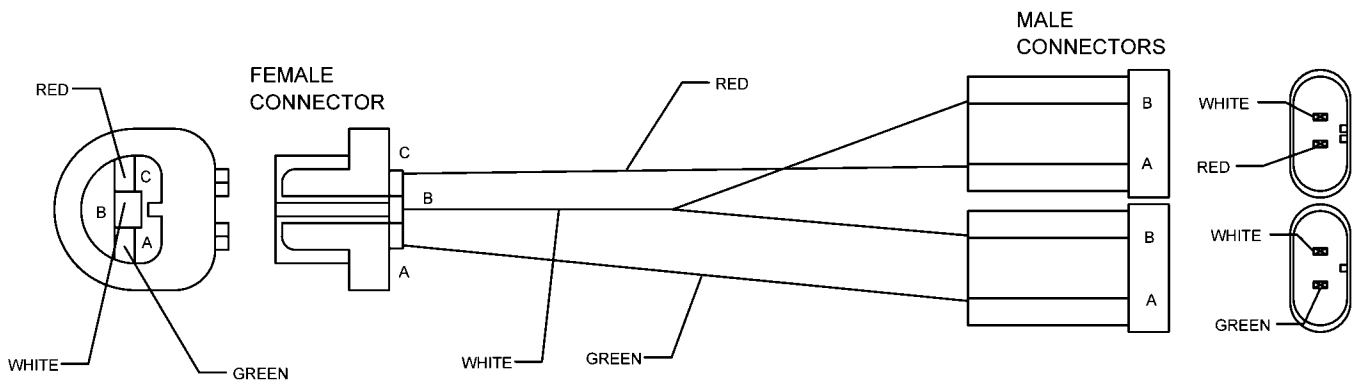 MALE
CONNECTORS
FEMALE
CONNECTOR
RED
RED
C
B
A
WHITE
GREEN
C
B
A
WHITE
GREEN
B
A
B
A
WHITE
RED
WHITE
GREEN